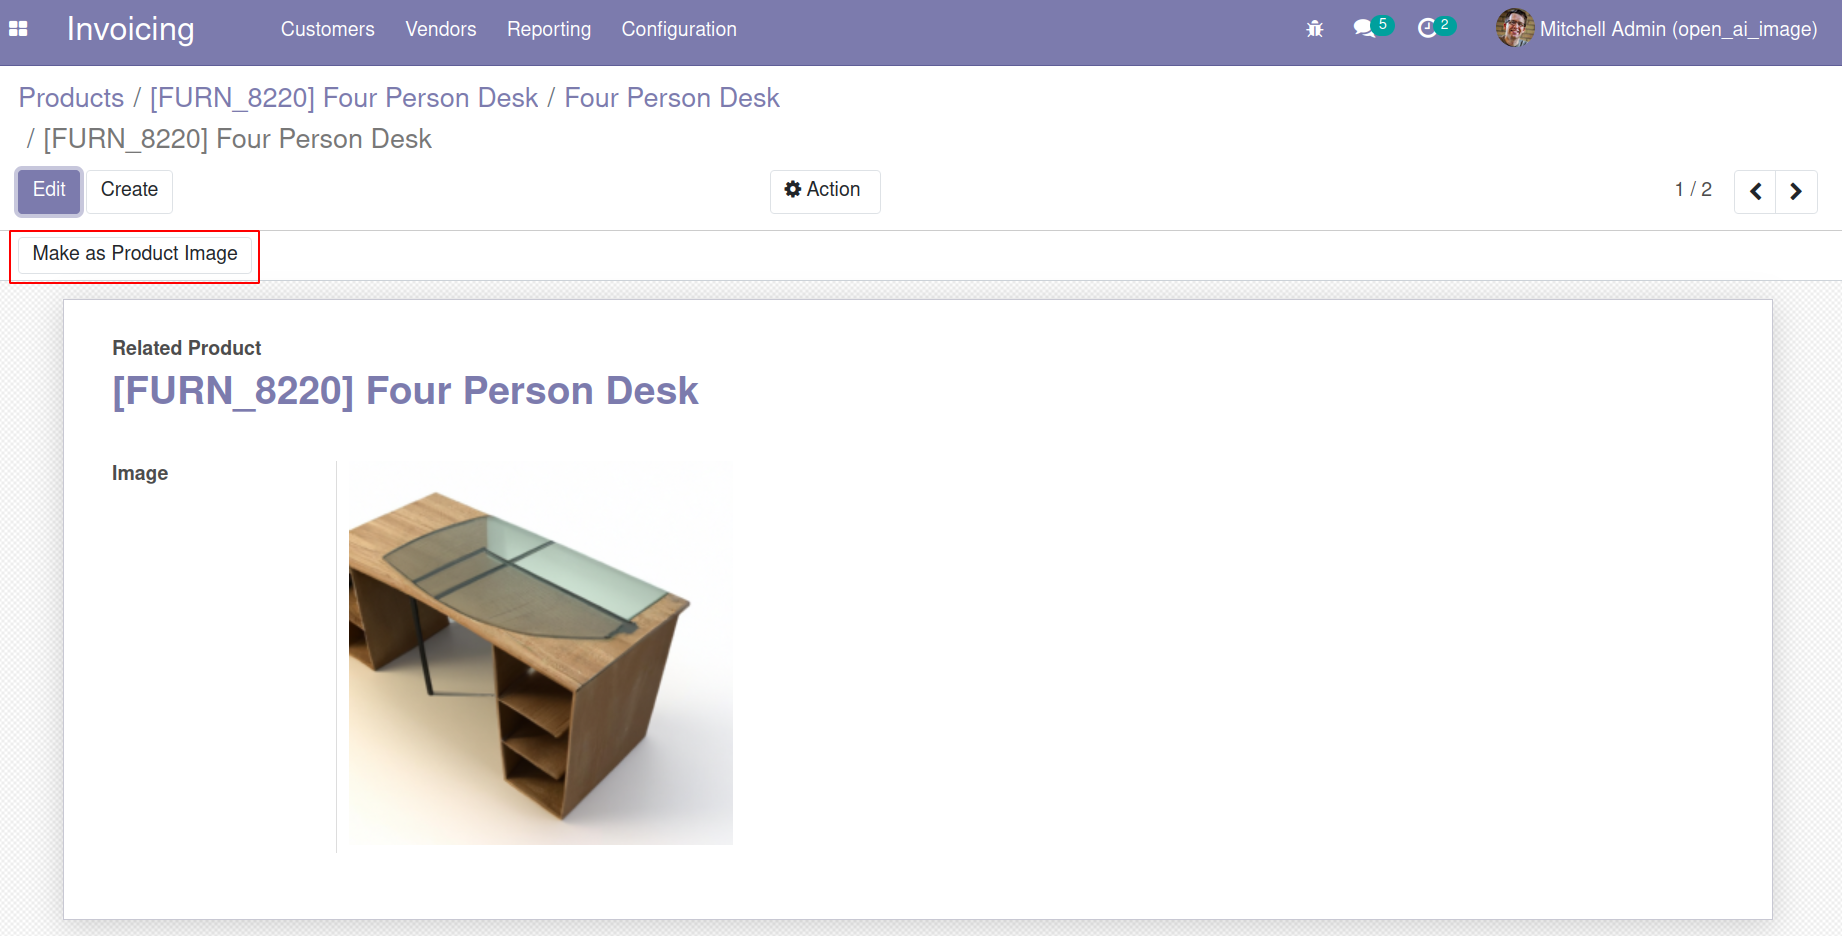 Invoicing Customers Vendors Reporting Configuration 5 2 Mitchell Admin (open_ai_image)
Products / [FURN_8220] Four Person Desk / Four Person Desk
/ [FURN_8220] Four Person Desk
Edit Create Action 1 / 2
Make as Product Image
Related Product
[FURN_8220] Four Person Desk
Image